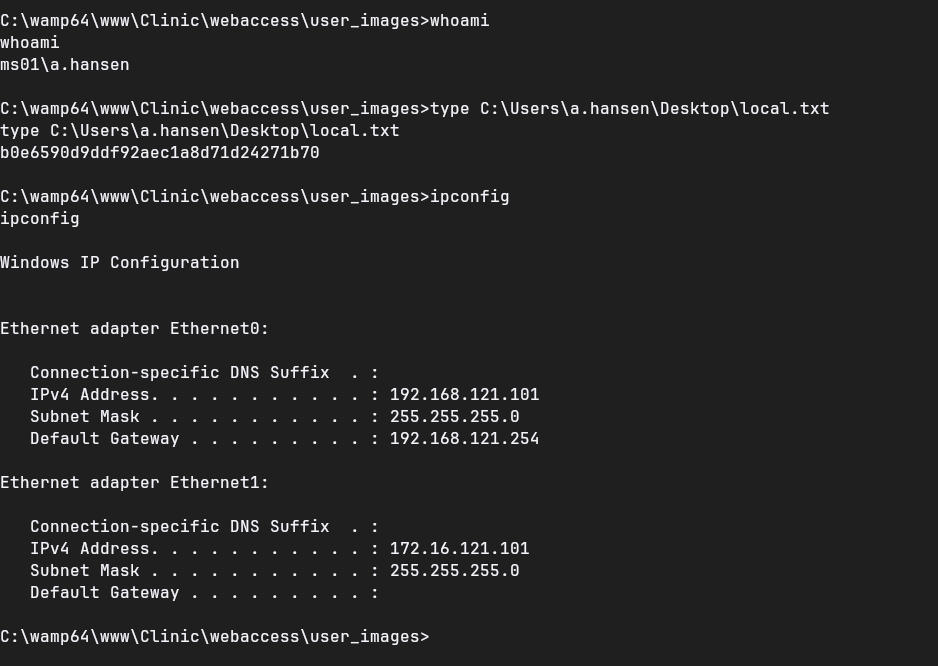 C:\wamp64\www\Clinic\webaccess\user_images>whoami
whoami
ms01\a.hansen
C:\wamp64\www\Clinic\webaccess\user_images>type C:\Users\a.hansen\Desktop\local.txt
type C:\Users\a.hansen\Desktop\local.txt
b0e6590d9ddf92aec1a8d71d24271b70
C:\wamp64\www\Clinic\webaccess\user_images>ipconfig
ipconfig
Windows IP Configuration
Ethernet adapter Ethernet0:
   Connection-specific DNS Suffix  . :
   IPv4 Address. . . . . . . . . . . : 192.168.121.101
   Subnet Mask . . . . . . . . . . . : 255.255.255.0
   Default Gateway . . . . . . . . . : 192.168.121.254
Ethernet adapter Ethernet1:
   Connection-specific DNS Suffix  . :
   IPv4 Address. . . . . . . . . . . : 172.16.121.101
   Subnet Mask . . . . . . . . . . . : 255.255.255.0
   Default Gateway . . . . . . . . . :
C:\wamp64\www\Clinic\webaccess\user_images>